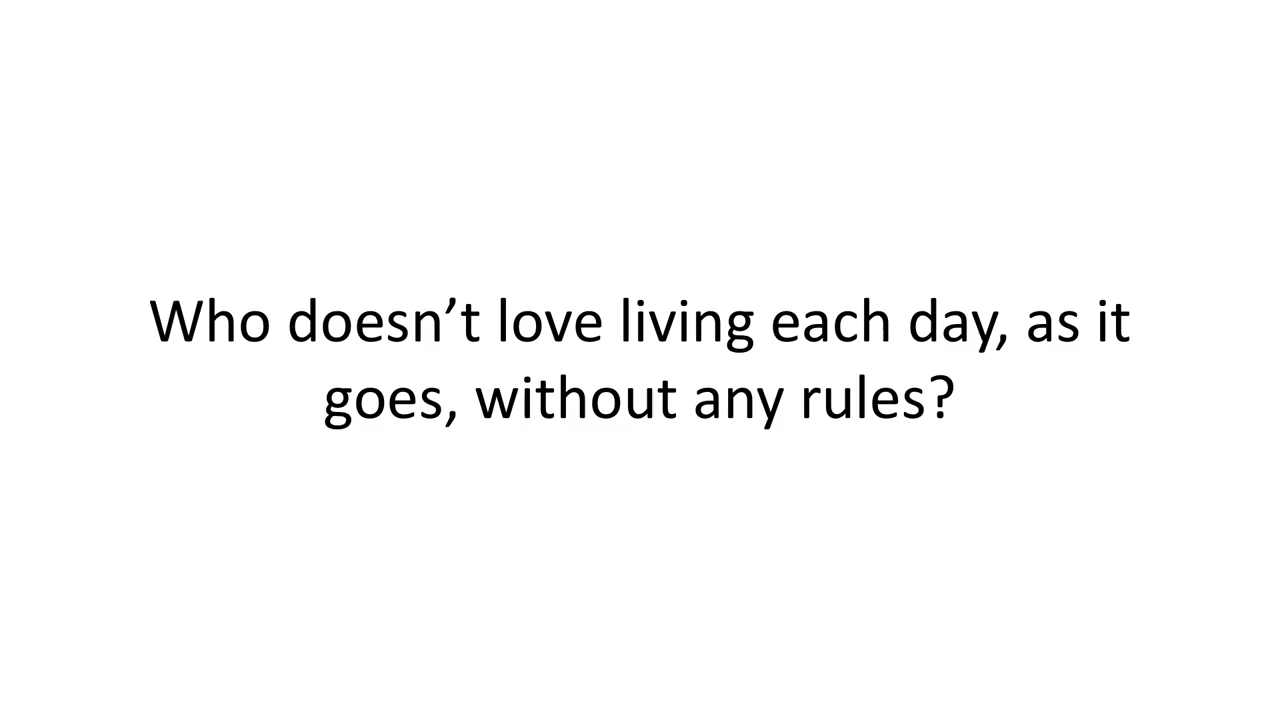 Who doesn’t love living each day, as it
goes, without any rules?